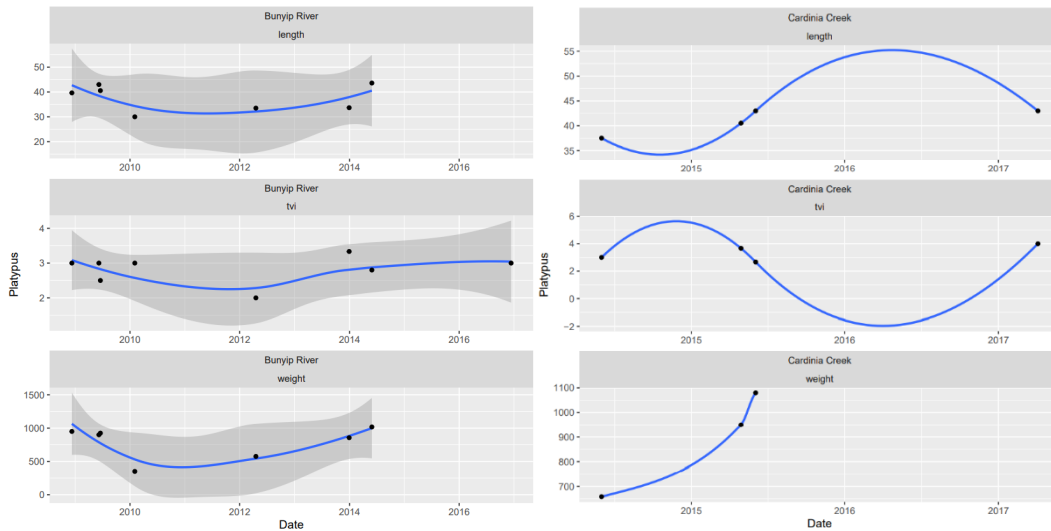 Bunyip River
length
50
40
30
20
2010
2012
2014
2016
Bunyip River
tvi
4
3
2
2010
2012
2014
2016
Bunyip River
weight
1500
1000
500
0
2010
2012
2014
2016
Platypus
Date
Cardinia Creek
length
55
50
45
40
35
2015
2016
2017
Cardinia Creek
tvi
6
4
2
0
−2
2015
2016
2017
Cardinia Creek
weight
1100
1000
900
800
700
2015
2016
2017
Platypus
Date